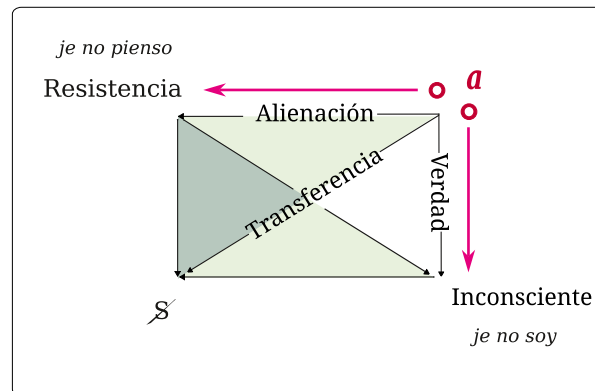 je no pienso
Resistencia
a
Alienación
Transferencia
Verdad
Inconsciente
S
je no soy